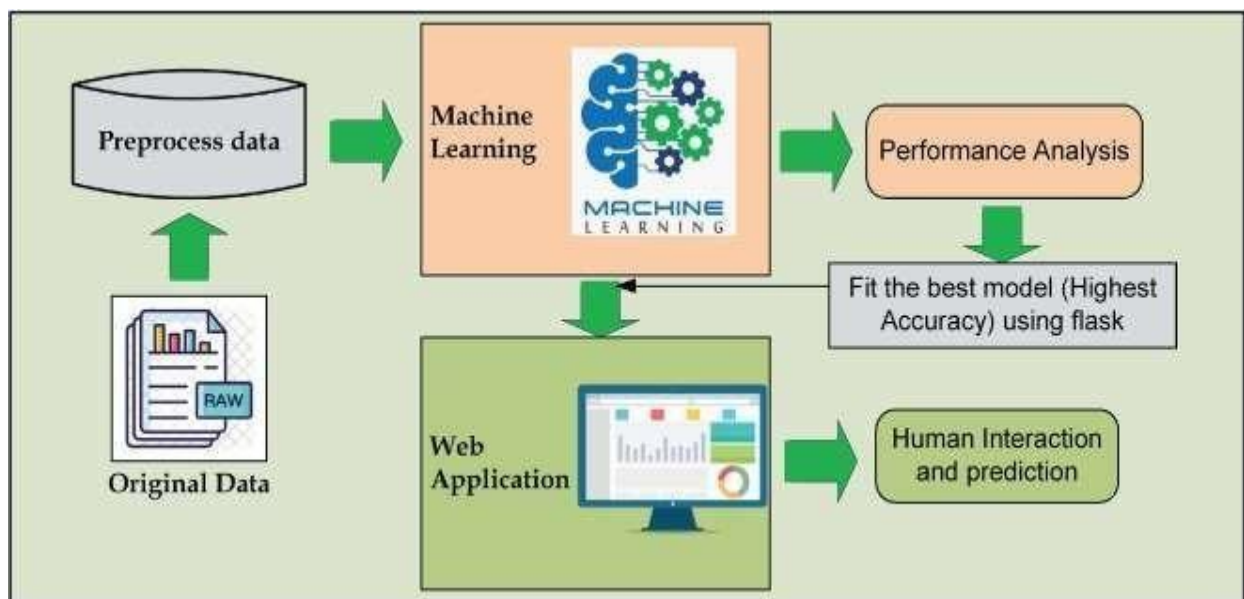 Preprocess data
Machine
Learning
MACHINE
LEARNING
Performance Analysis
Fit the best model (Highest
Accuracy) using flask
RAW
Original Data
Web
Application
Human Interaction
and prediction